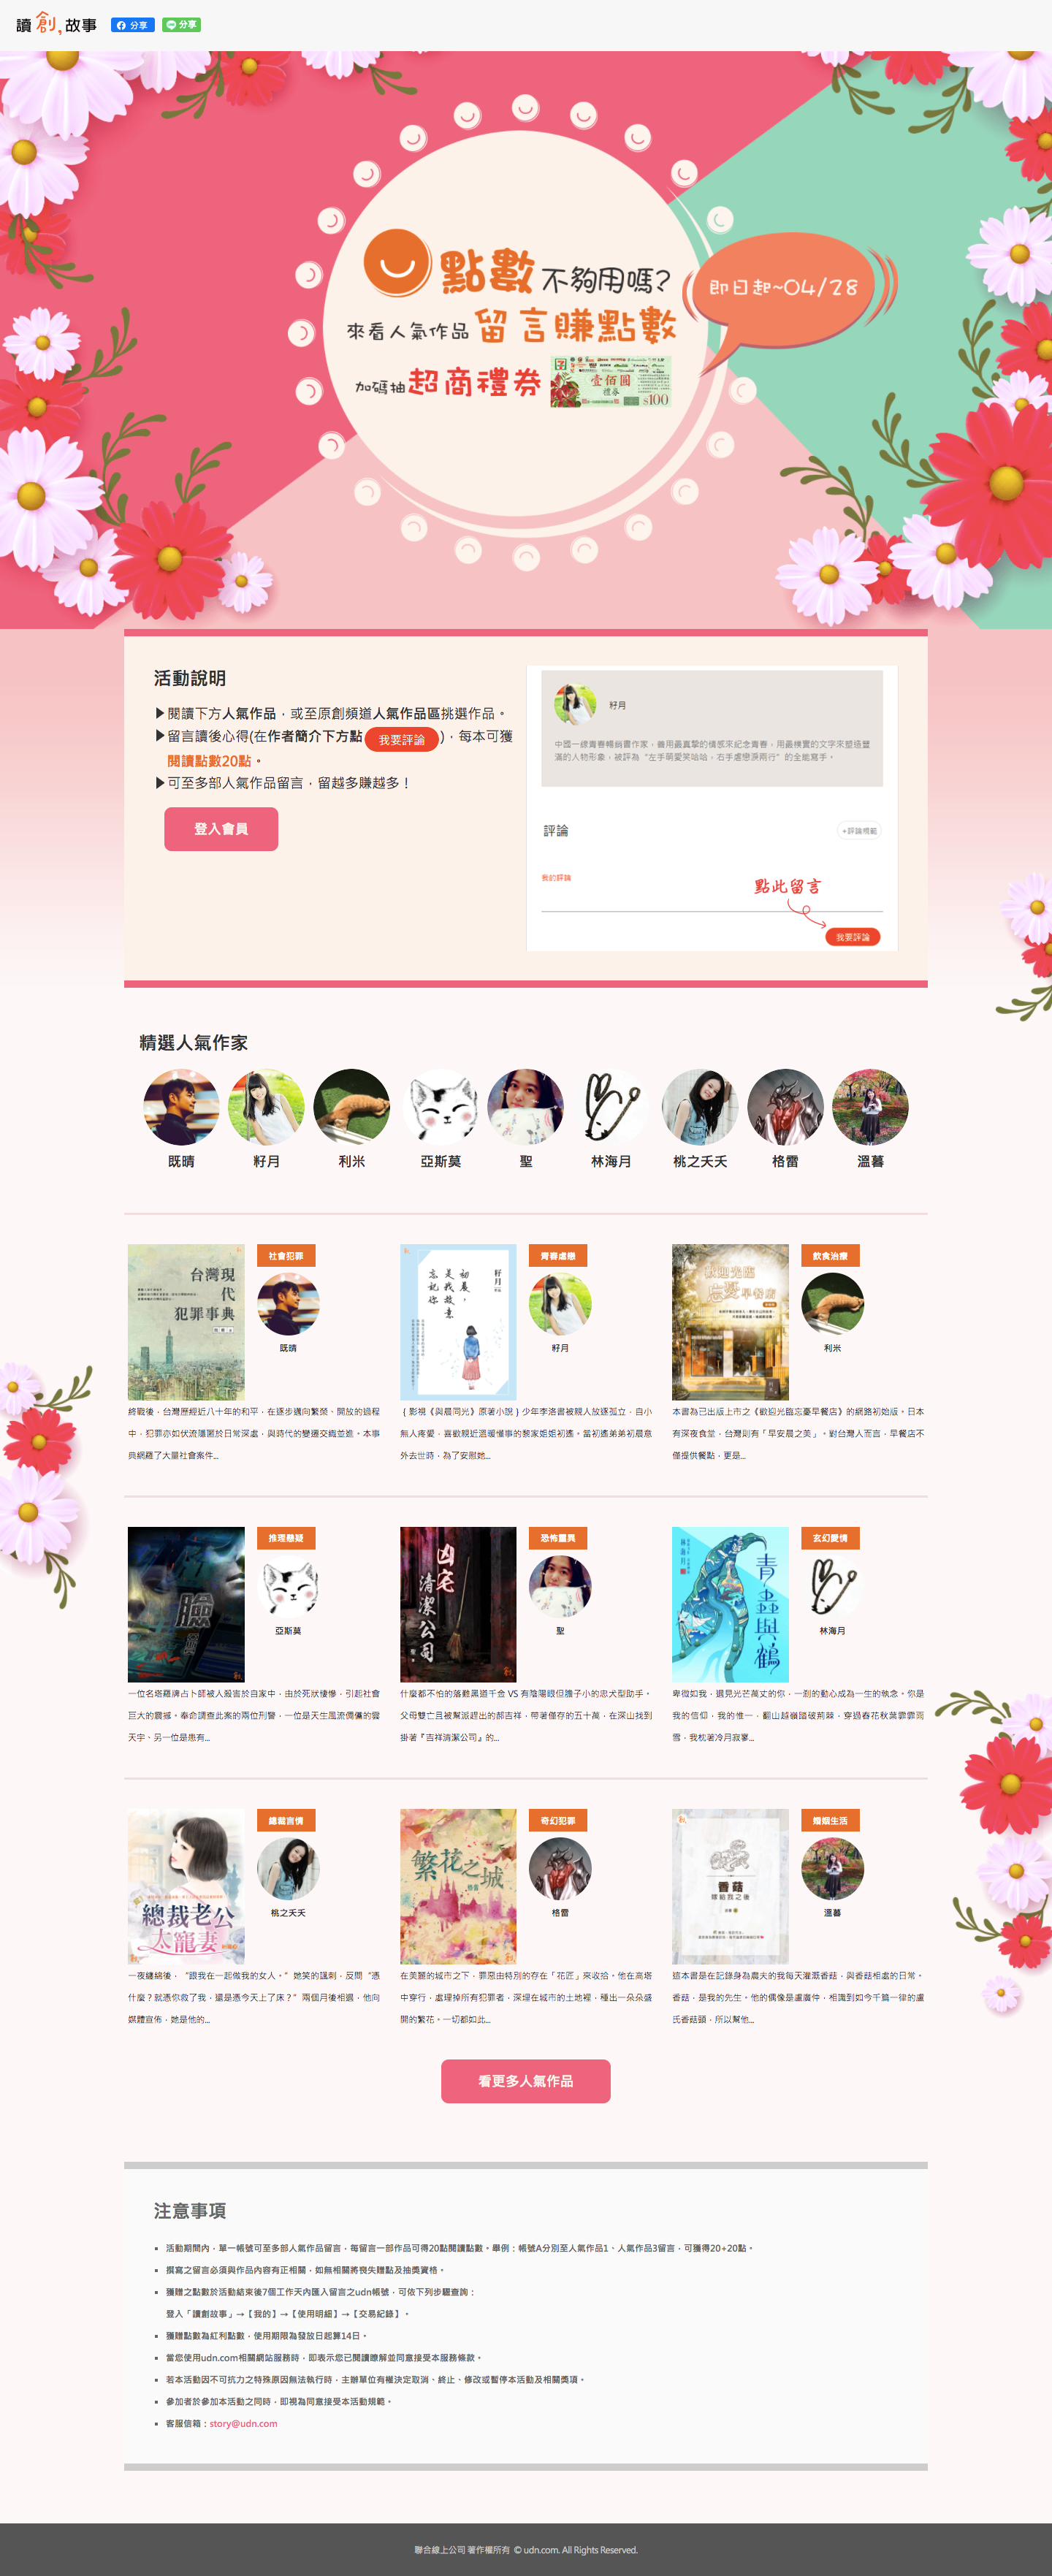 讀創故事
分享
分享
點數不夠用嗎?
來看人氣作品 留言賺點數
加碼抽超商禮券
壹佰圓
禮券
$100
即日起~04/28
活動說明
▶閱讀下方人氣作品，或至原創頻道人氣作品區挑選作品。
▶留言讀後心得(在作者簡介下方點 我要評論 )，每本可獲
閱讀點數20點。
▶可至多部人氣作品留言，留越多賺越多！
登入會員
籽月
中國一線青春暢銷書作家，善用最真摯的情感來紀念青春，用最樸實的文字來塑造豐
滿的人物形象，被評為“左手萌愛笑哈哈，右手虐戀淚兩行”的全能寫手。
評論
+評論規範
我的評論
點此留言
我要評論
精選人氣作家
既晴 籽月 利米 亞斯莫 聖 林海月 桃之夭夭 格雷 溫暮
台灣現代犯罪事典
社會犯罪
既晴
終戰後，台灣歷經近八十年的和平，在逐步邁向繁榮、開放的過程
中，犯罪亦如伏流隱匿於日常深處，與時代的變遷交織並進。本事
典網羅了大量社會案件...
初晨，是我故意忘記你
籽月
青春虐戀
籽月
{ 影視《與晨同光》原著小說 } 少年李洛書被親人放逐孤立，自小
無人疼愛，喜歡親近溫暖懂事的黎家姐姐初遙。當初遙弟弟初晨意
外去世時，為了安慰她...
歡迎光臨
忘憂早餐店
飲食治療
利米
本書為已出版上市之《歡迎光臨忘憂早餐店》的網路初始版。日本
有深夜食堂，台灣則有「早安晨之美」。對台灣人而言，早餐店不
僅提供餐點，更是...
臉
推理懸疑
亞斯莫
一位名塔羅牌占卜師被人殺害於自家中，由於死狀悽慘，引起社會
巨大的震撼。奉命調查此案的兩位刑警，一位是天生風流倜儻的雲
天宇、另一位是患有...
凶宅清潔公司
恐怖靈異
聖
什麼都不怕的落難黑道千金 VS 有陰陽眼但膽子小的忠犬型助手。
父母雙亡且被幫派趕出的郝吉祥，帶著僅存的五十萬，在深山找到
掛著『吉祥清潔公司』的...
青蟲與鶴
林海月
玄幻愛情
林海月
卑微如我，遇見光芒萬丈的你，一剎的動心成為一生的執念。你是
我的信仰，我的惟一，翻山越嶺踏破荊棘，穿過春花秋葉霏霏雨
雪，我枕著冷月寂寥...
總裁老公太寵妻
總裁言情
桃之夭夭
一夜纏綿後，“跟我在一起做我的女人。”她笑的諷刺，反問“憑
什麼？就憑你救了我，還是憑今天上了床？”兩個月後相遇，他向
媒體宣佈，她是他的...
繁花之城
格雷
奇幻犯罪
格雷
在美麗的城市之下，罪惡由特別的存在「花匠」來收拾。他在高塔
中穿行，處理掉所有犯罪者，深埋在城市的土地裡，種出一朵朵盛
開的繁花。一切都如此...
香菇
嫁給我之後
婚姻生活
溫暮
這本書是在記錄身為農夫的我每天灌溉香菇，與香菇相處的日常。
香菇，是我的先生。他的偶像是盧廣仲，相識到如今千篇一律的盧
氏香菇頭，所以幫他...
看更多人氣作品
注意事項
活動期間內，單一帳號可至多部人氣作品留言，每留言一部作品可得20點閱讀點數。舉例：帳號A分別至人氣作品1、人氣作品3留言，可獲得20+20點。
撰寫之留言必須與作品內容有正相關，如無相關將喪失贈點及抽獎資格。
獲贈之點數於活動結束後7個工作天內匯入留言之udn帳號，可依下列步驟查詢：
登入「讀創故事」→【我的】→【使用明細】→【交易紀錄】。
獲贈點數為紅利點數，使用期限為發放日起算14日。
當您使用udn.com相關網站服務時，即表示您已閱讀瞭解並同意接受本服務條款。
若本活動因不可抗力之特殊原因無法執行時，主辦單位有權決定取消、終止、修改或暫停本活動及相關獎項。
參加者於參加本活動之同時，即視為同意接受本活動規範。
客服信箱：story@udn.com
聯合線上公司 著作權所有 © udn.com. All Rights Reserved.